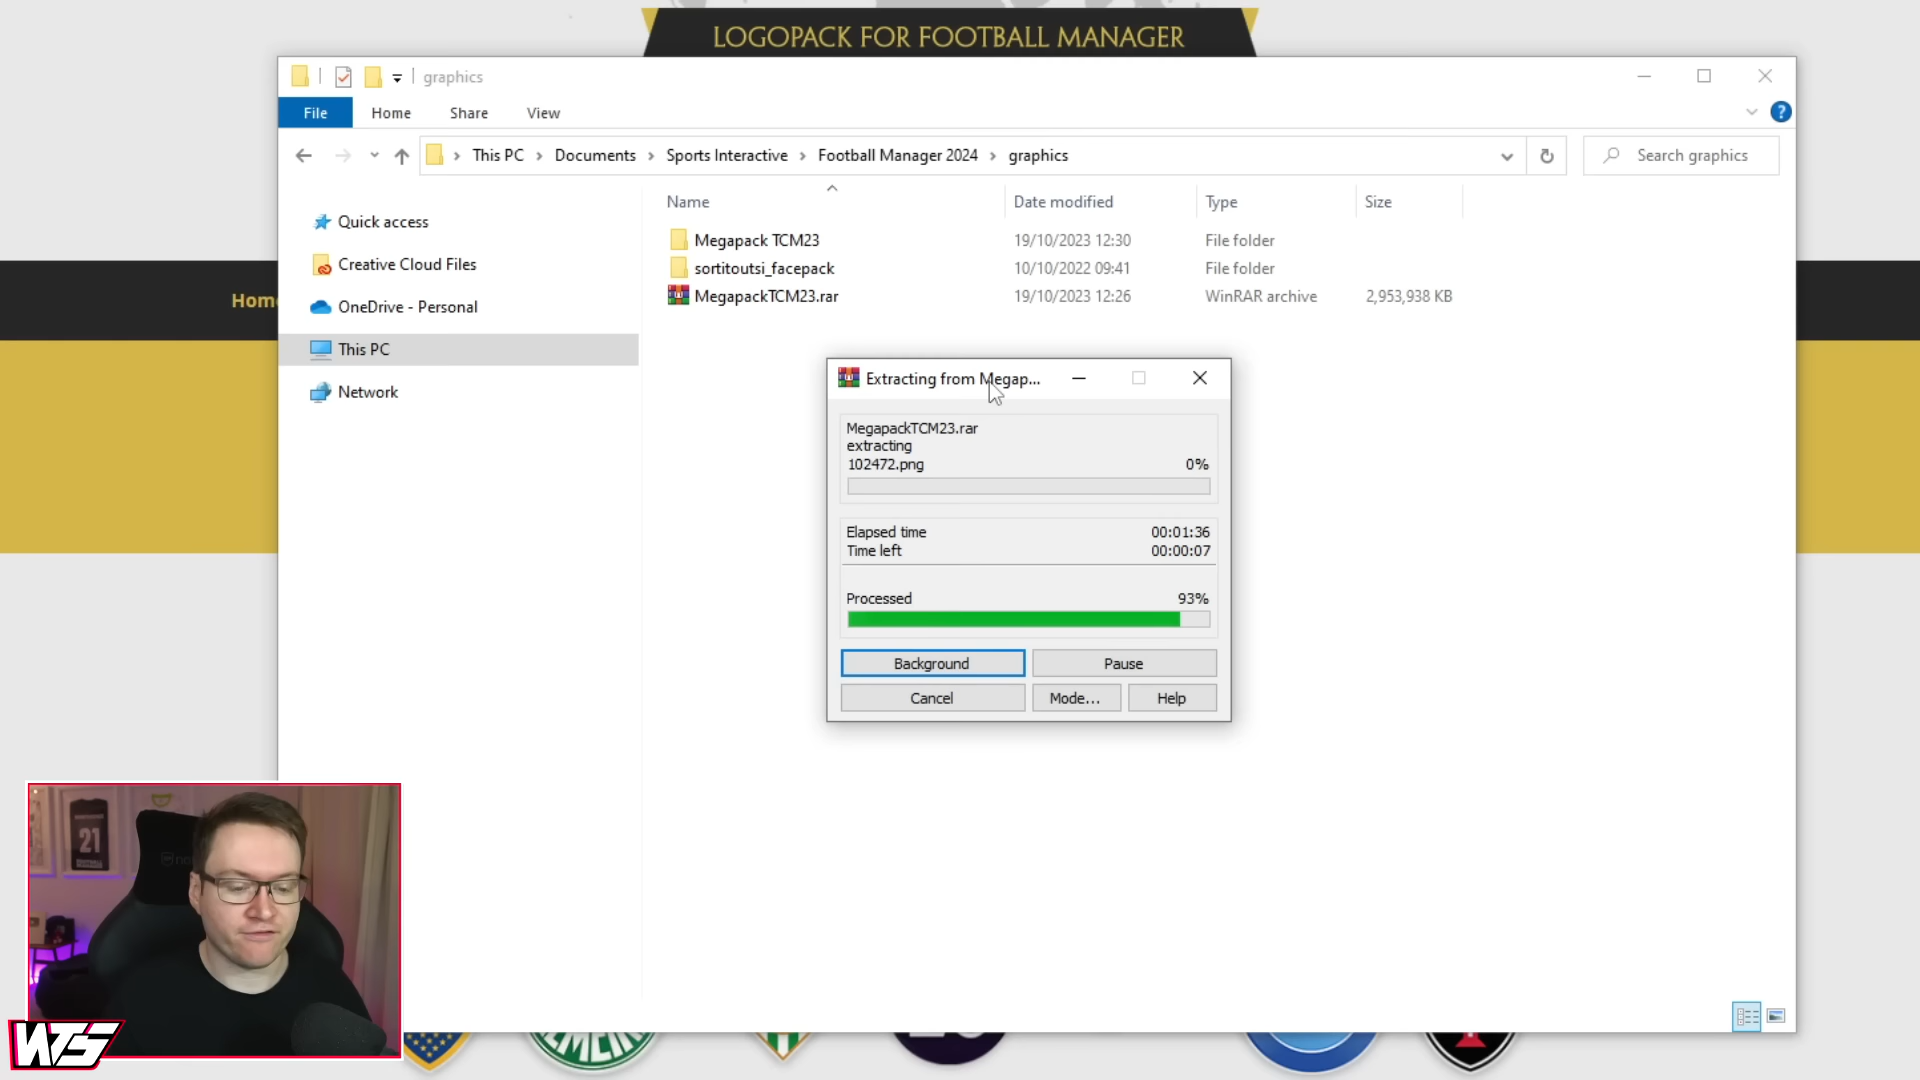 LOGOPACK FOR FOOTBALL MANAGER
graphics
File Home Share View
This PC Documents Sports Interactive Football Manager 2024 graphics
Search graphics
Name Date modified Type Size
Quick access
Creative Cloud Files
OneDrive - Personal
This PC
Network
Megapack TCM23 19/10/2023 12:30 File folder
sortitoutsi_facepack 10/10/2022 09:41 File folder
MegapackTCM23.rar 19/10/2023 12:26 WinRAR archive 2,953,938 KB
Extracting from Megap...
MegapackTCM23.rar
extracting
102472.png 0%
Elapsed time 00:01:36
Time left 00:00:07
Processed 93%
Background Pause
Cancel Mode... Help
Home
21
WTS